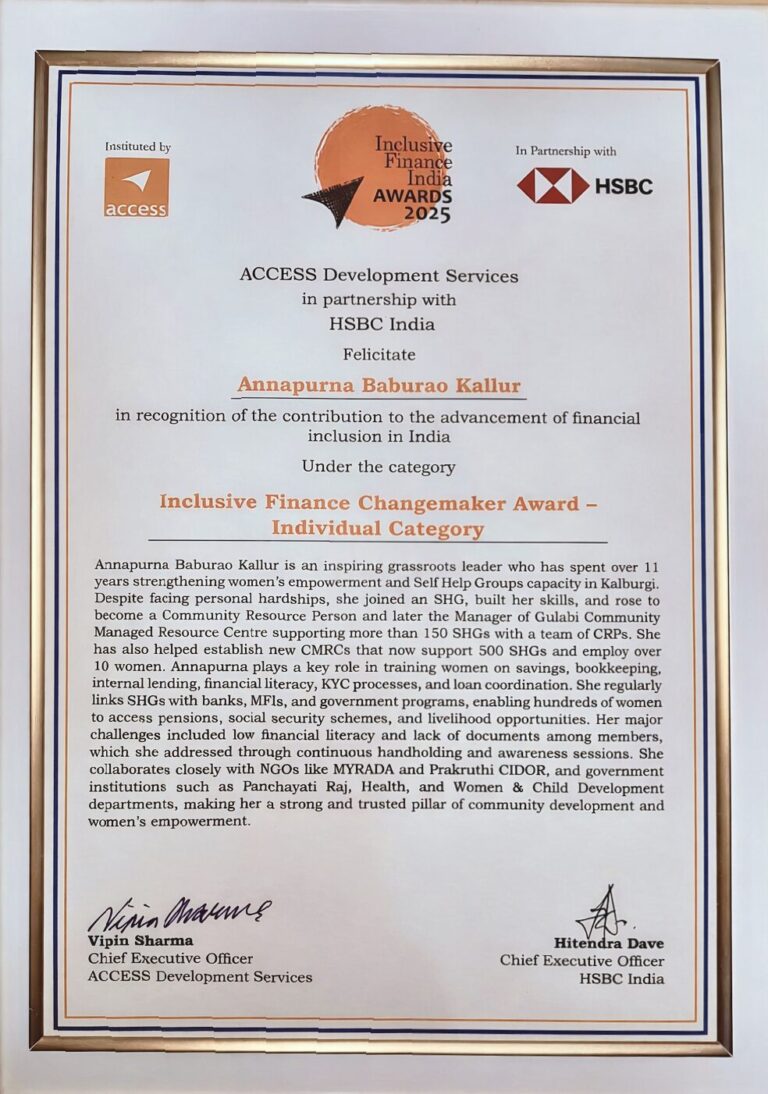 Instituted by
access
Inclusive
Finance
India
AWARDS
2025
In Partnership with
HSBC
ACCESS Development Services
in partnership with
HSBC India
Felicitate
Annapurna Baburao Kallur
in recognition of the contribution to the advancement of financial
inclusion in India
Under the category
Inclusive Finance Changemaker Award –
Individual Category
Annapurna Baburao Kallur is an inspiring grassroots leader who has spent over 11
years strengthening women's empowerment and Self Help Groups capacity in Kalburgi.
Despite facing personal hardships, she joined an SHG, built her skills, and rose to
become a Community Resource Person and later the Manager of Gulabi Community
Managed Resource Centre supporting more than 150 SHGs with a team of CRPs. She
has also helped establish new CMRCs that now support 500 SHGs and employ over
10 women. Annapurna plays a key role in training women on savings, bookkeeping,
internal lending, financial literacy, KYC processes, and loan coordination. She regularly
links SHGs with banks, MFIs, and government programs, enabling hundreds of women
to access pensions, social security schemes, and livelihood opportunities. Her major
challenges included low financial literacy and lack of documents among members,
which she addressed through continuous handholding and awareness sessions. She
collaborates closely with NGOs like MYRADA and Prakruthi CIDOR, and government
institutions such as Panchayati Raj, Health, and Women & Child Development
departments, making her a strong and trusted pillar of community development and
women's empowerment.
Vipin Sharma
Vipin Sharma
Chief Executive Officer
ACCESS Development Services
Hitendra Dave
Chief Executive Officer
HSBC India